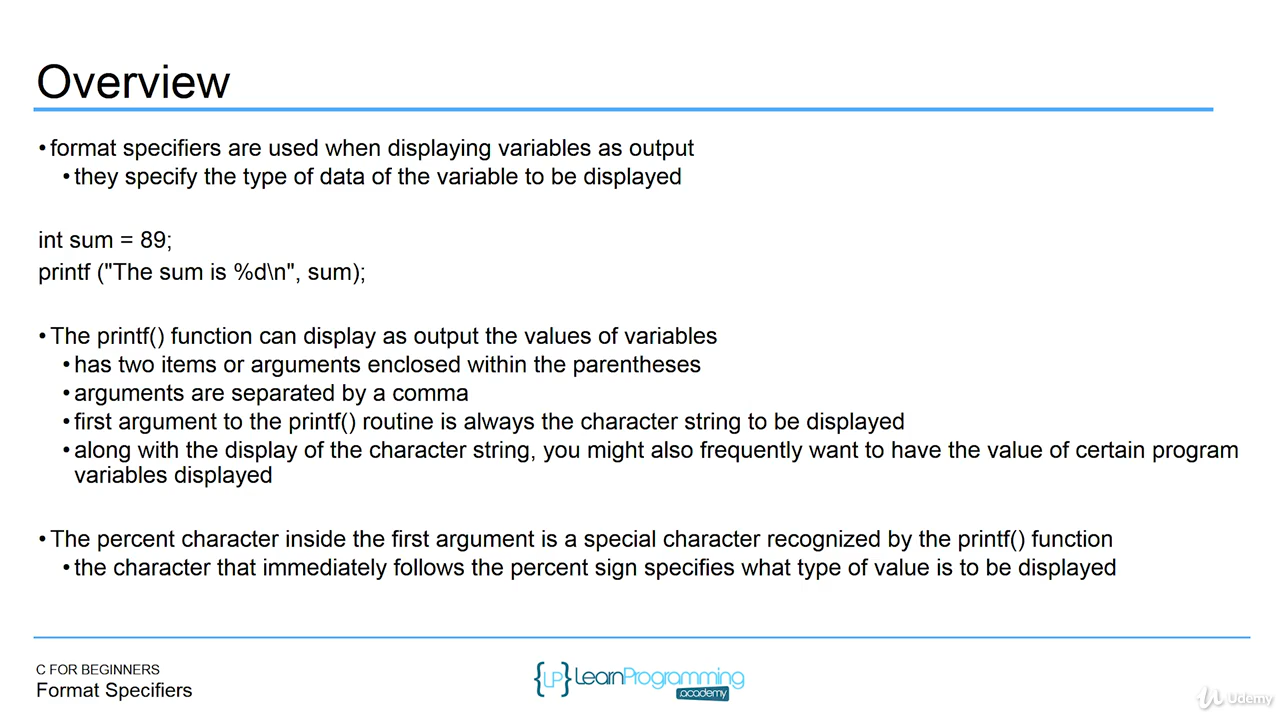 Overview
•format specifiers are used when displaying variables as output
•they specify the type of data of the variable to be displayed
int sum = 89;
printf ("The sum is %d\n", sum);
•The printf() function can display as output the values of variables
•has two items or arguments enclosed within the parentheses
•arguments are separated by a comma
•first argument to the printf() routine is always the character string to be displayed
•along with the display of the character string, you might also frequently want to have the value of certain program
variables displayed
•The percent character inside the first argument is a special character recognized by the printf() function
•the character that immediately follows the percent sign specifies what type of value is to be displayed
C FOR BEGINNERS
Format Specifiers
{LP} LearnProgramming
.academy
Udemy